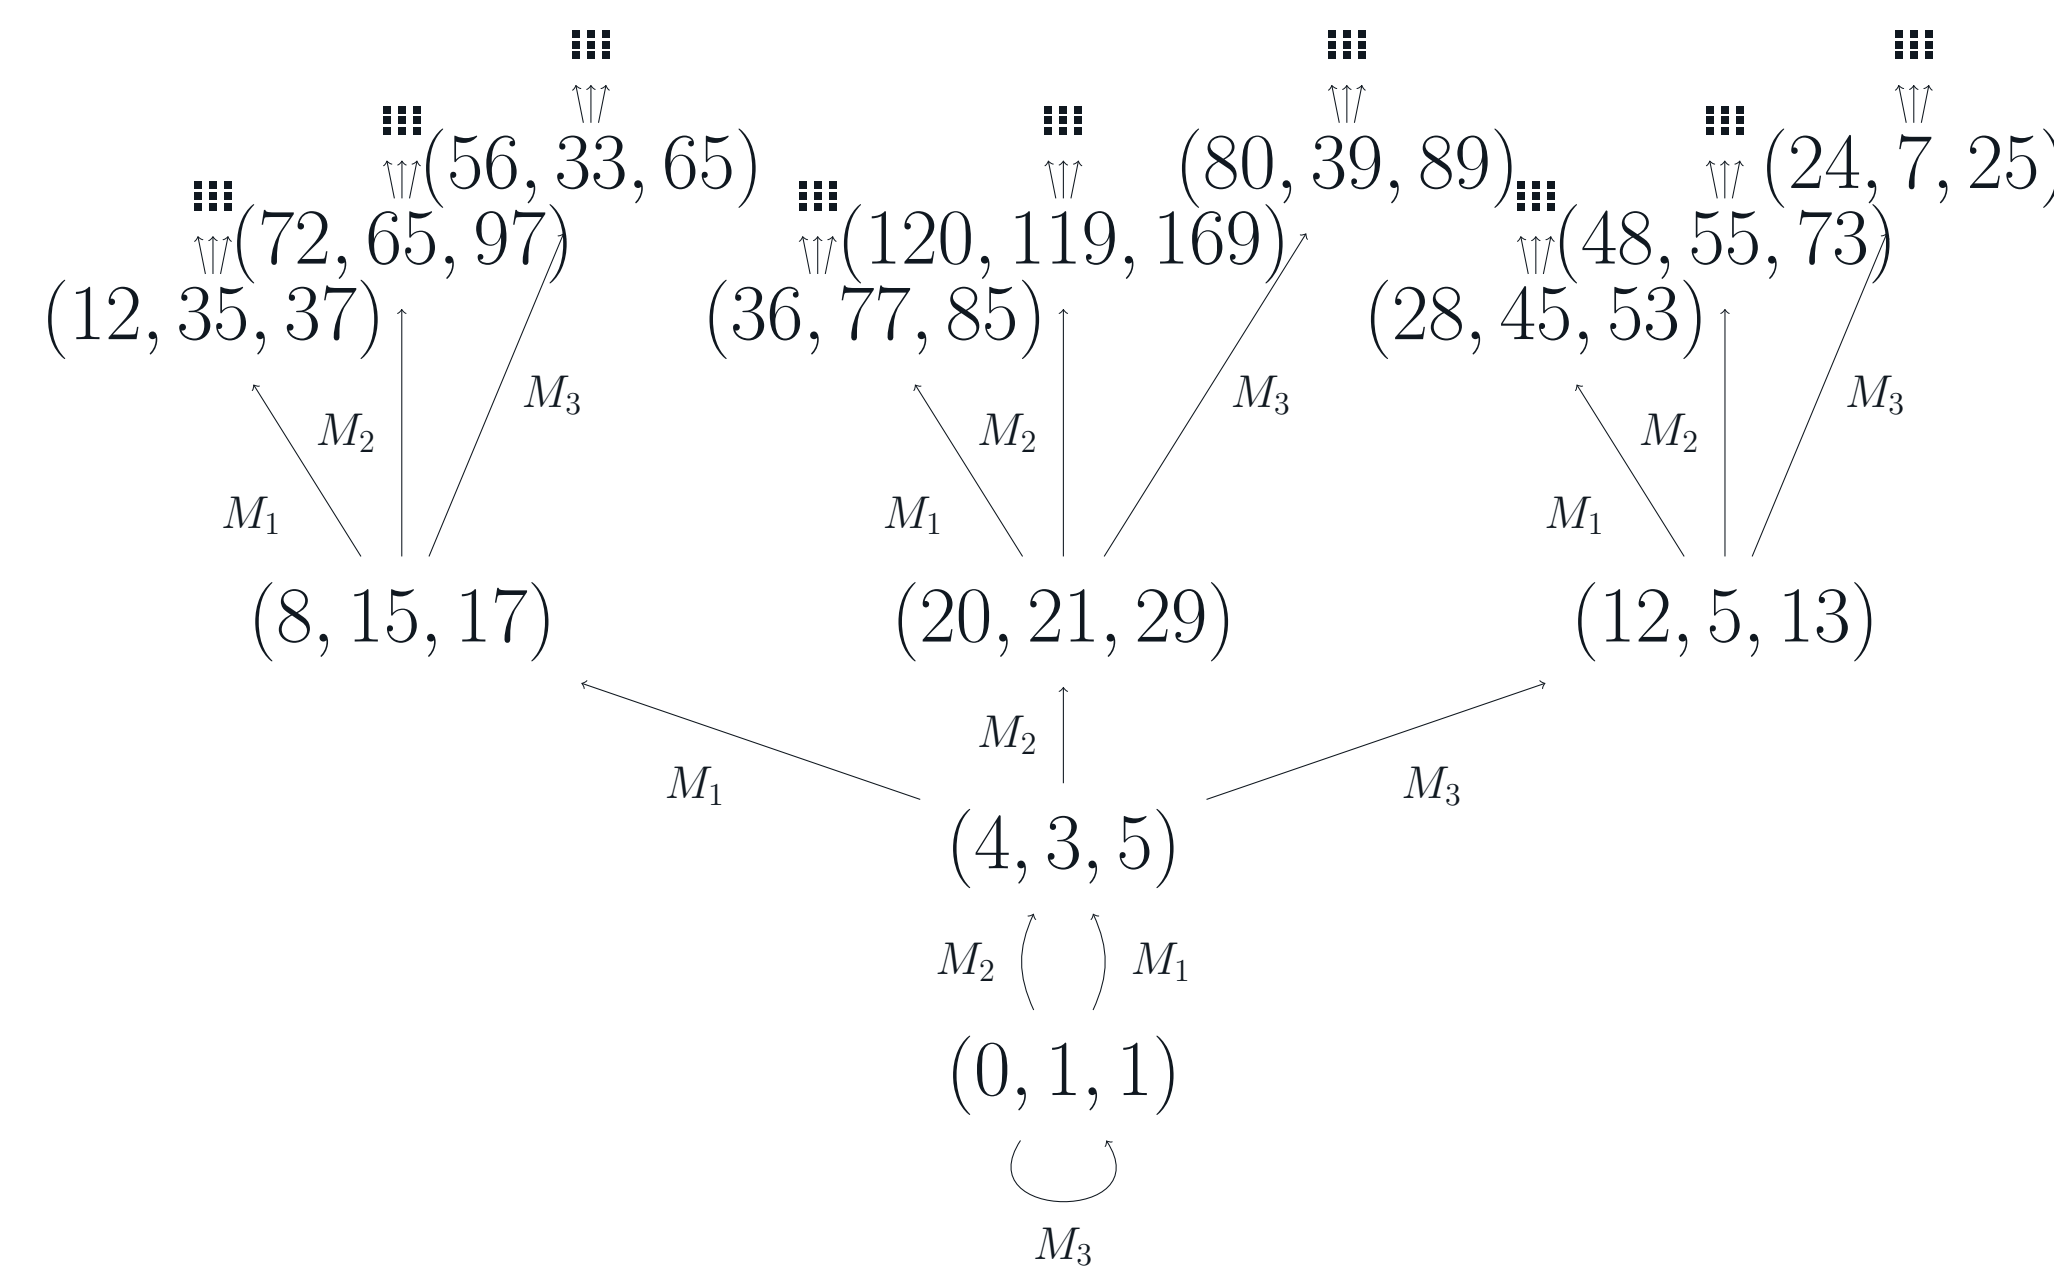 (56, 33, 65) (80, 39, 89) (24, 7, 25)
(72, 65, 97) (120, 119, 169) (48, 55, 73)
(12, 35, 37) (36, 77, 85) (28, 45, 53)
M₃ M₃ M₃
M₂ M₂ M₂
M₁ M₁ M₁
(8, 15, 17) (20, 21, 29) (12, 5, 13)
M₂
M₁ M₃
(4, 3, 5)
M₂ M₁
(0, 1, 1)
M₃